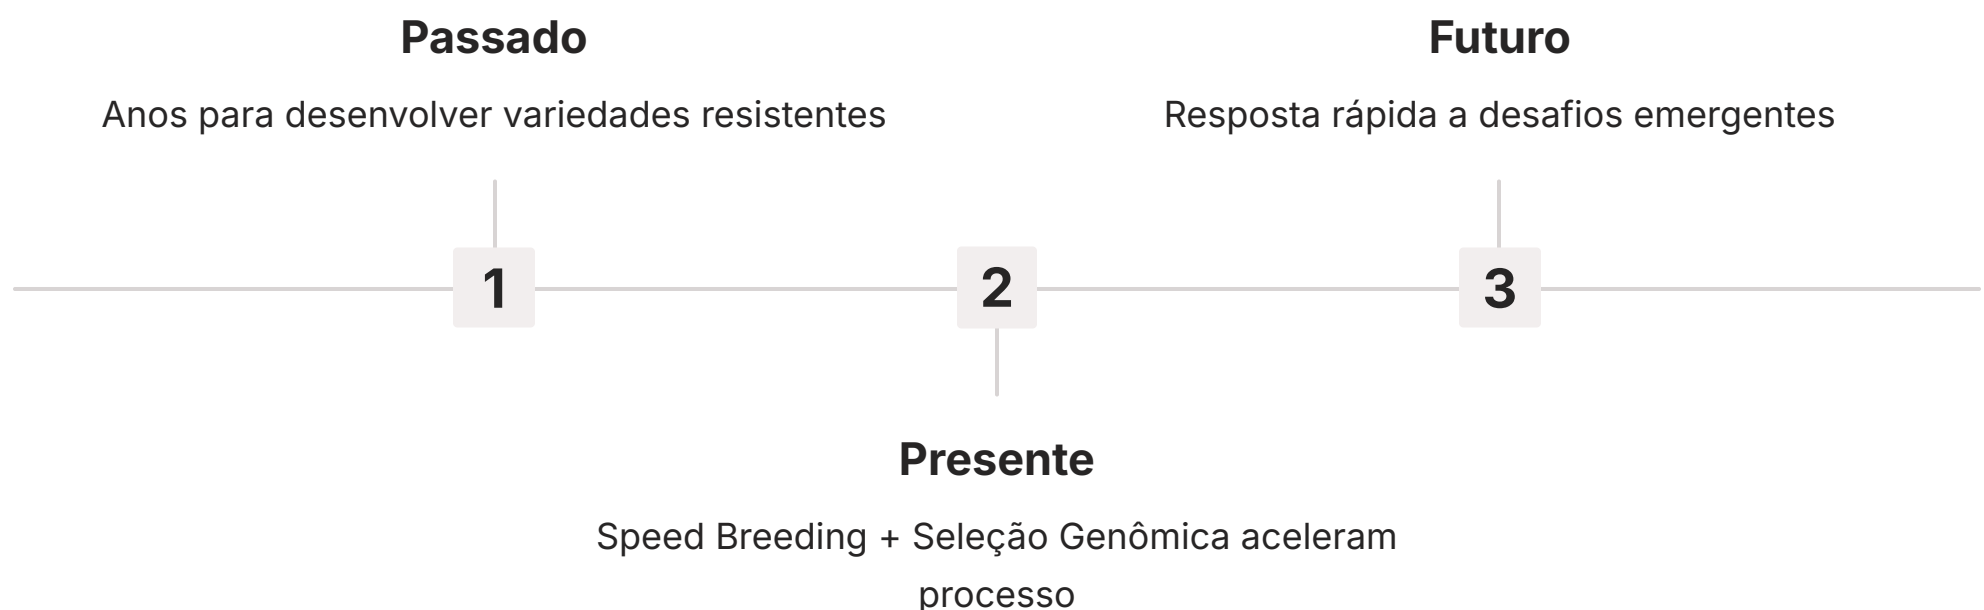 Passado
Anos para desenvolver variedades resistentes
Futuro
Resposta rápida a desafios emergentes
1
2
3
Presente
Speed Breeding + Seleção Genômica aceleram
processo